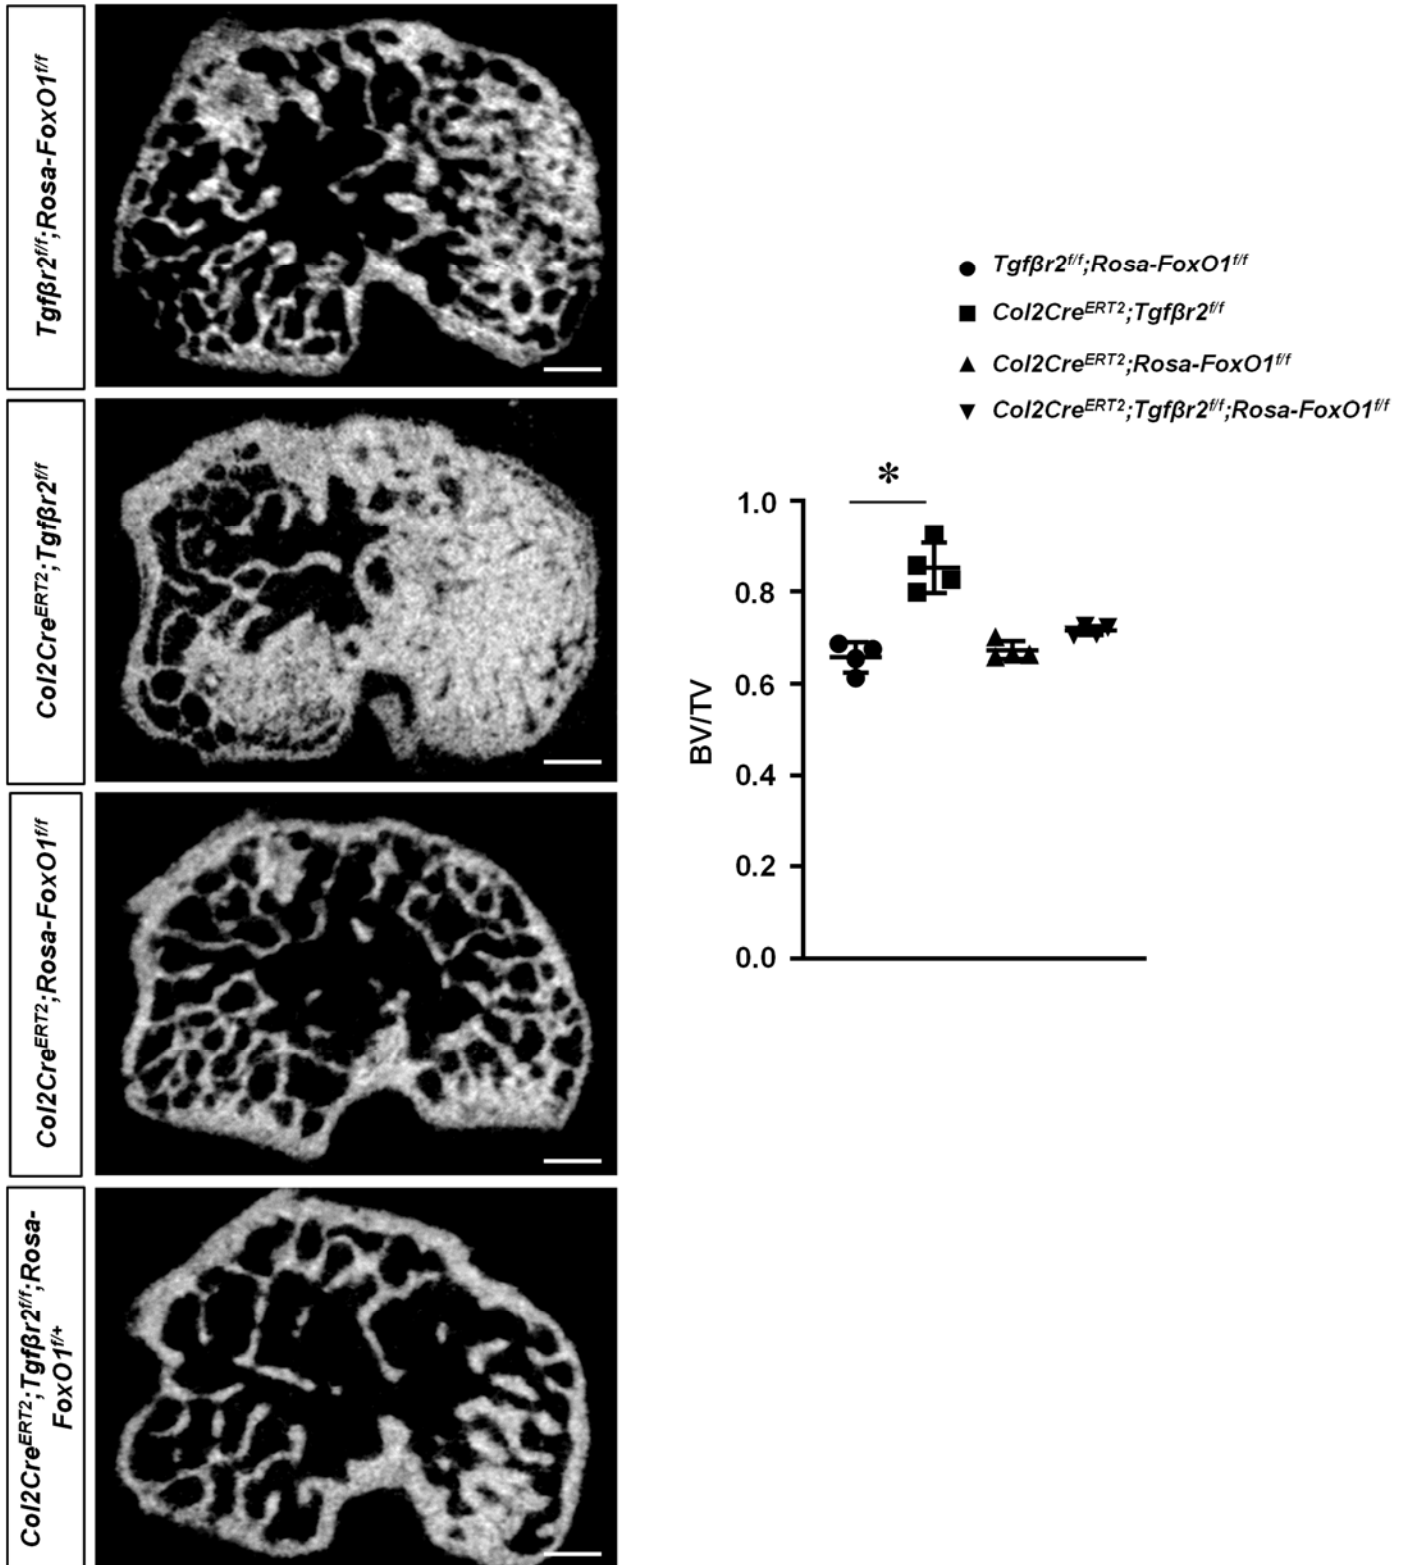 Tgfβr2f/f;Rosa-FoxO1f/f
Col2CreERT2;Tgfβr2f/f
Col2CreERT2;Rosa-FoxO1f/f
Col2CreERT2;Tgfβr2f/f;Rosa-
FoxO1f/+
Tgfβr2f/f;Rosa-FoxO1f/f
Col2CreERT2;Tgfβr2f/f
Col2CreERT2;Rosa-FoxO1f/f
Col2CreERT2;Tgfβr2f/f;Rosa-FoxO1f/f
*
1.0
0.8
0.6
0.4
0.2
0.0
BV/TV